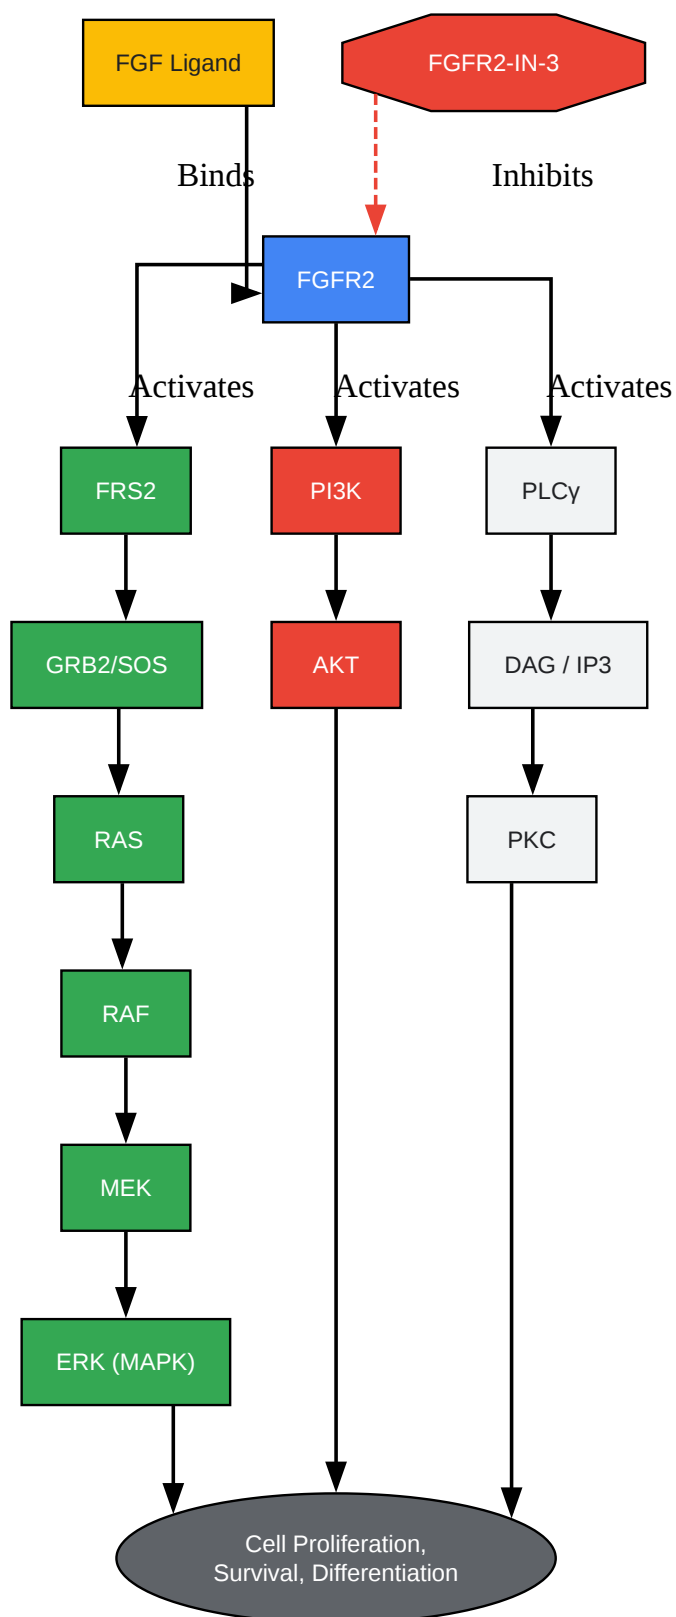 FGF Ligand
FGFR2-IN-3
Binds
Inhibits
FGFR2
Activates
Activates
Activates
FRS2
PI3K
PLCγ
GRB2/SOS
AKT
DAG / IP3
RAS
PKC
RAF
MEK
ERK (MAPK)
Cell Proliferation,
Survival, Differentiation